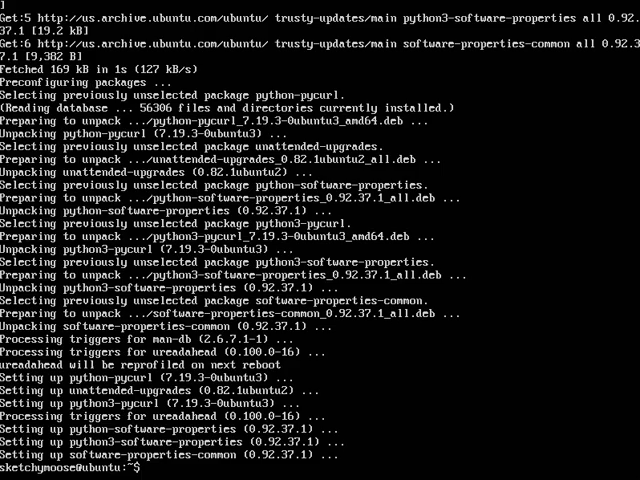 ]
Get:5 http://us.archive.ubuntu.com/ubuntu/ trusty-updates/main python3-software-properties all 0.92.
37.1 [19.2 kB]
Get:6 http://us.archive.ubuntu.com/ubuntu/ trusty-updates/main software-properties-common all 0.92.3
7.1 [9,382 B]
Fetched 169 kB in 1s (127 kB/s)
Preconfiguring packages ...
Selecting previously unselected package python-pycurl.
(Reading database ... 56306 files and directories currently installed.)
Preparing to unpack .../python-pycurl_7.19.3-0ubuntu3_amd64.deb ...
Unpacking python-pycurl (7.19.3-0ubuntu3) ...
Selecting previously unselected package unattended-upgrades.
Preparing to unpack .../unattended-upgrades_0.82.1ubuntu2_all.deb ...
Unpacking unattended-upgrades (0.82.1ubuntu2) ...
Selecting previously unselected package python-software-properties.
Preparing to unpack .../python-software-properties_0.92.37.1_all.deb ...
Unpacking python-software-properties (0.92.37.1) ...
Selecting previously unselected package python3-pycurl.
Preparing to unpack .../python3-pycurl_7.19.3-0ubuntu3_amd64.deb ...
Unpacking python3-pycurl (7.19.3-0ubuntu3) ...
Selecting previously unselected package python3-software-properties.
Preparing to unpack .../python3-software-properties_0.92.37.1_all.deb ...
Unpacking python3-software-properties (0.92.37.1) ...
Selecting previously unselected package software-properties-common.
Preparing to unpack .../software-properties-common_0.92.37.1_all.deb ...
Unpacking software-properties-common (0.92.37.1) ...
Processing triggers for man-db (2.6.7.1-1) ...
Processing triggers for ureadahead (0.100.0-16) ...
ureadahead will be reprofiled on next reboot
Setting up python-pycurl (7.19.3-0ubuntu3) ...
Setting up unattended-upgrades (0.82.1ubuntu2) ...
Setting up python3-pycurl (7.19.3-0ubuntu3) ...
Processing triggers for ureadahead (0.100.0-16) ...
Setting up python-software-properties (0.92.37.1) ...
Setting up python3-software-properties (0.92.37.1) ...
Setting up software-properties-common (0.92.37.1) ...
sketchymoose@ubuntu:~$